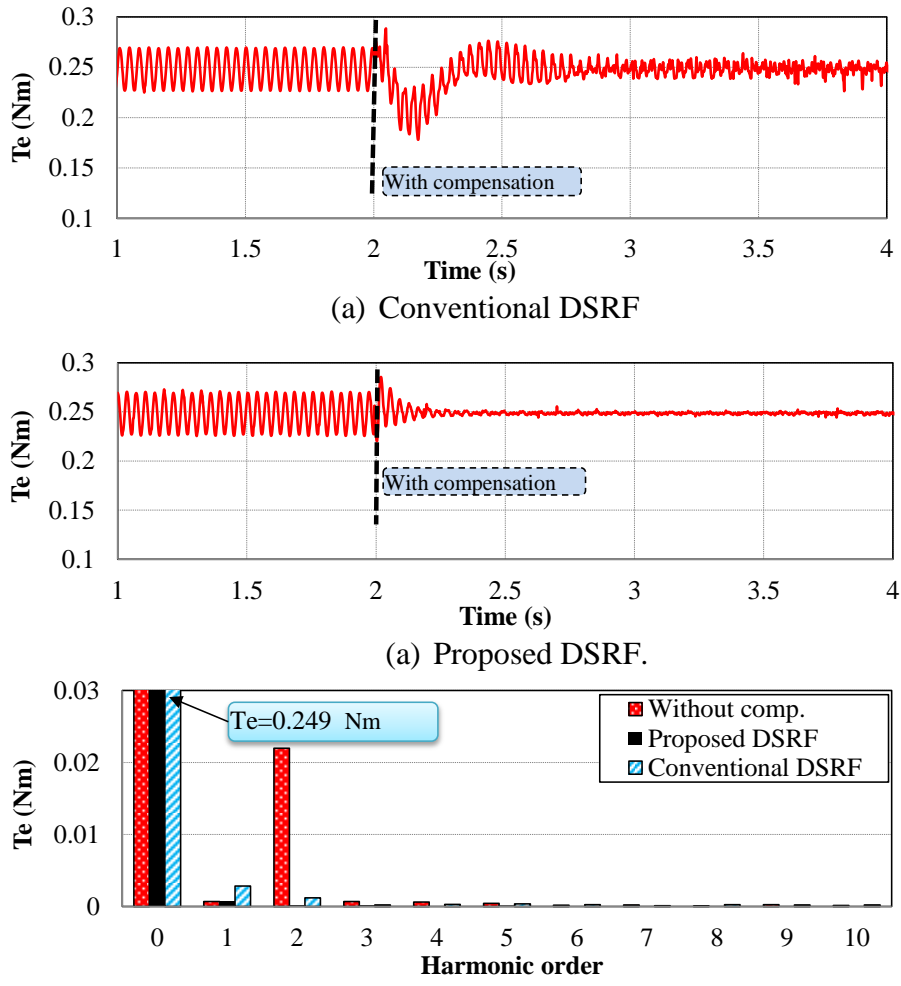 0.3
0.25
0.2
0.15
0.1
Te (Nm)
With compensation
1 1.5 2 2.5 3 3.5 4
Time (s)
(a) Conventional DSRF
0.3
0.25
0.2
0.15
0.1
Te (Nm)
With compensation
1 1.5 2 2.5 3 3.5 4
Time (s)
(a) Proposed DSRF.
0.03
0.02
0.01
0
Te (Nm)
Te=0.249 Nm
Without comp.
Proposed DSRF
Conventional DSRF
0 1 2 3 4 5 6 7 8 9 10
Harmonic order